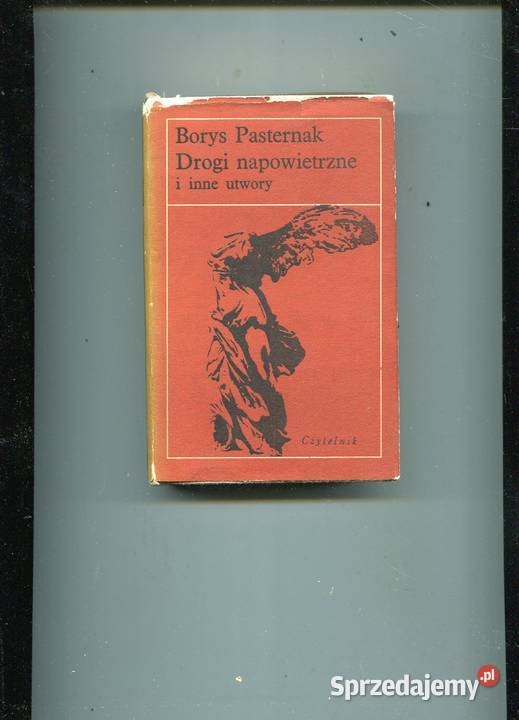 Borys Pasternak
Drogi napowietrzne
i inne utwory
Czytelnik
Sprzedajemy.pl